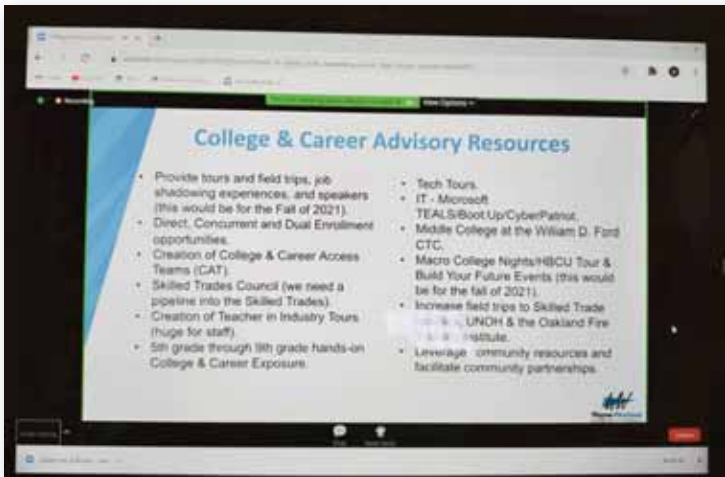 Recording
View Options
College & Career Advisory Resources
• Provide tours and field trips, job
shadowing experiences, and speakers
(this would be for the Fall of 2021).
• Direct, Concurrent and Dual Enrollment
opportunities.
• Creation of College & Career Access
Teams (CAT).
• Skilled Trades Council (we need a
pipeline into the Skilled Trades).
• Creation of Teacher in Industry Tours
(huge for staff).
• 5th grade through 9th grade hands-on
College & Career Exposure.
• Tech Tours.
• IT - Microsoft
TEALS/Boot Up/CyberPatriot.
• Middle College at the William D. Ford
CTC.
• Macro College Nights/HBCU Tour &
Build Your Future Events (this would
be for the fall of 2021).
• Increase field trips to Skilled Trade
UNOH & the Oakland Fire
Institute.
• Leverage community resources and
facilitate community partnerships.